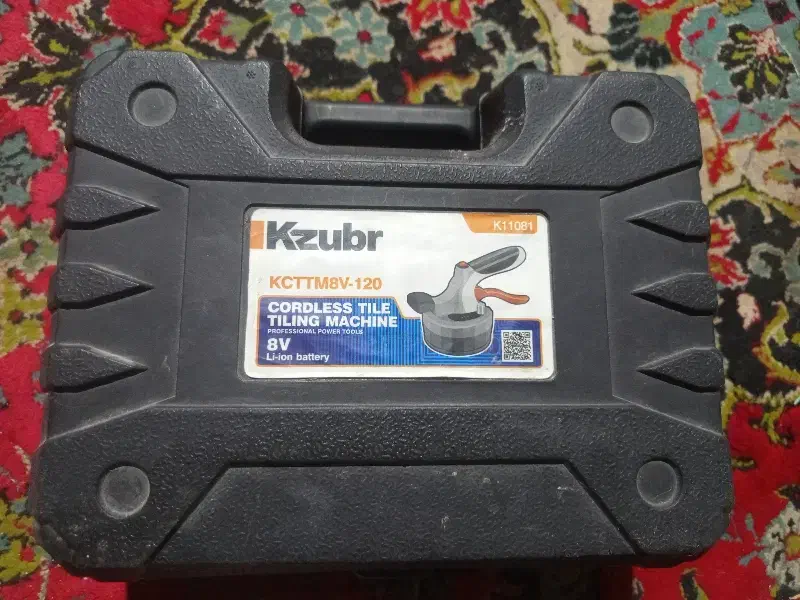 Kzubr
K11081
KCTTM8V-120
CORDLESS TILE
TILING MACHINE
PROFESSIONAL POWER TOOLS
8V
Li-ion battery